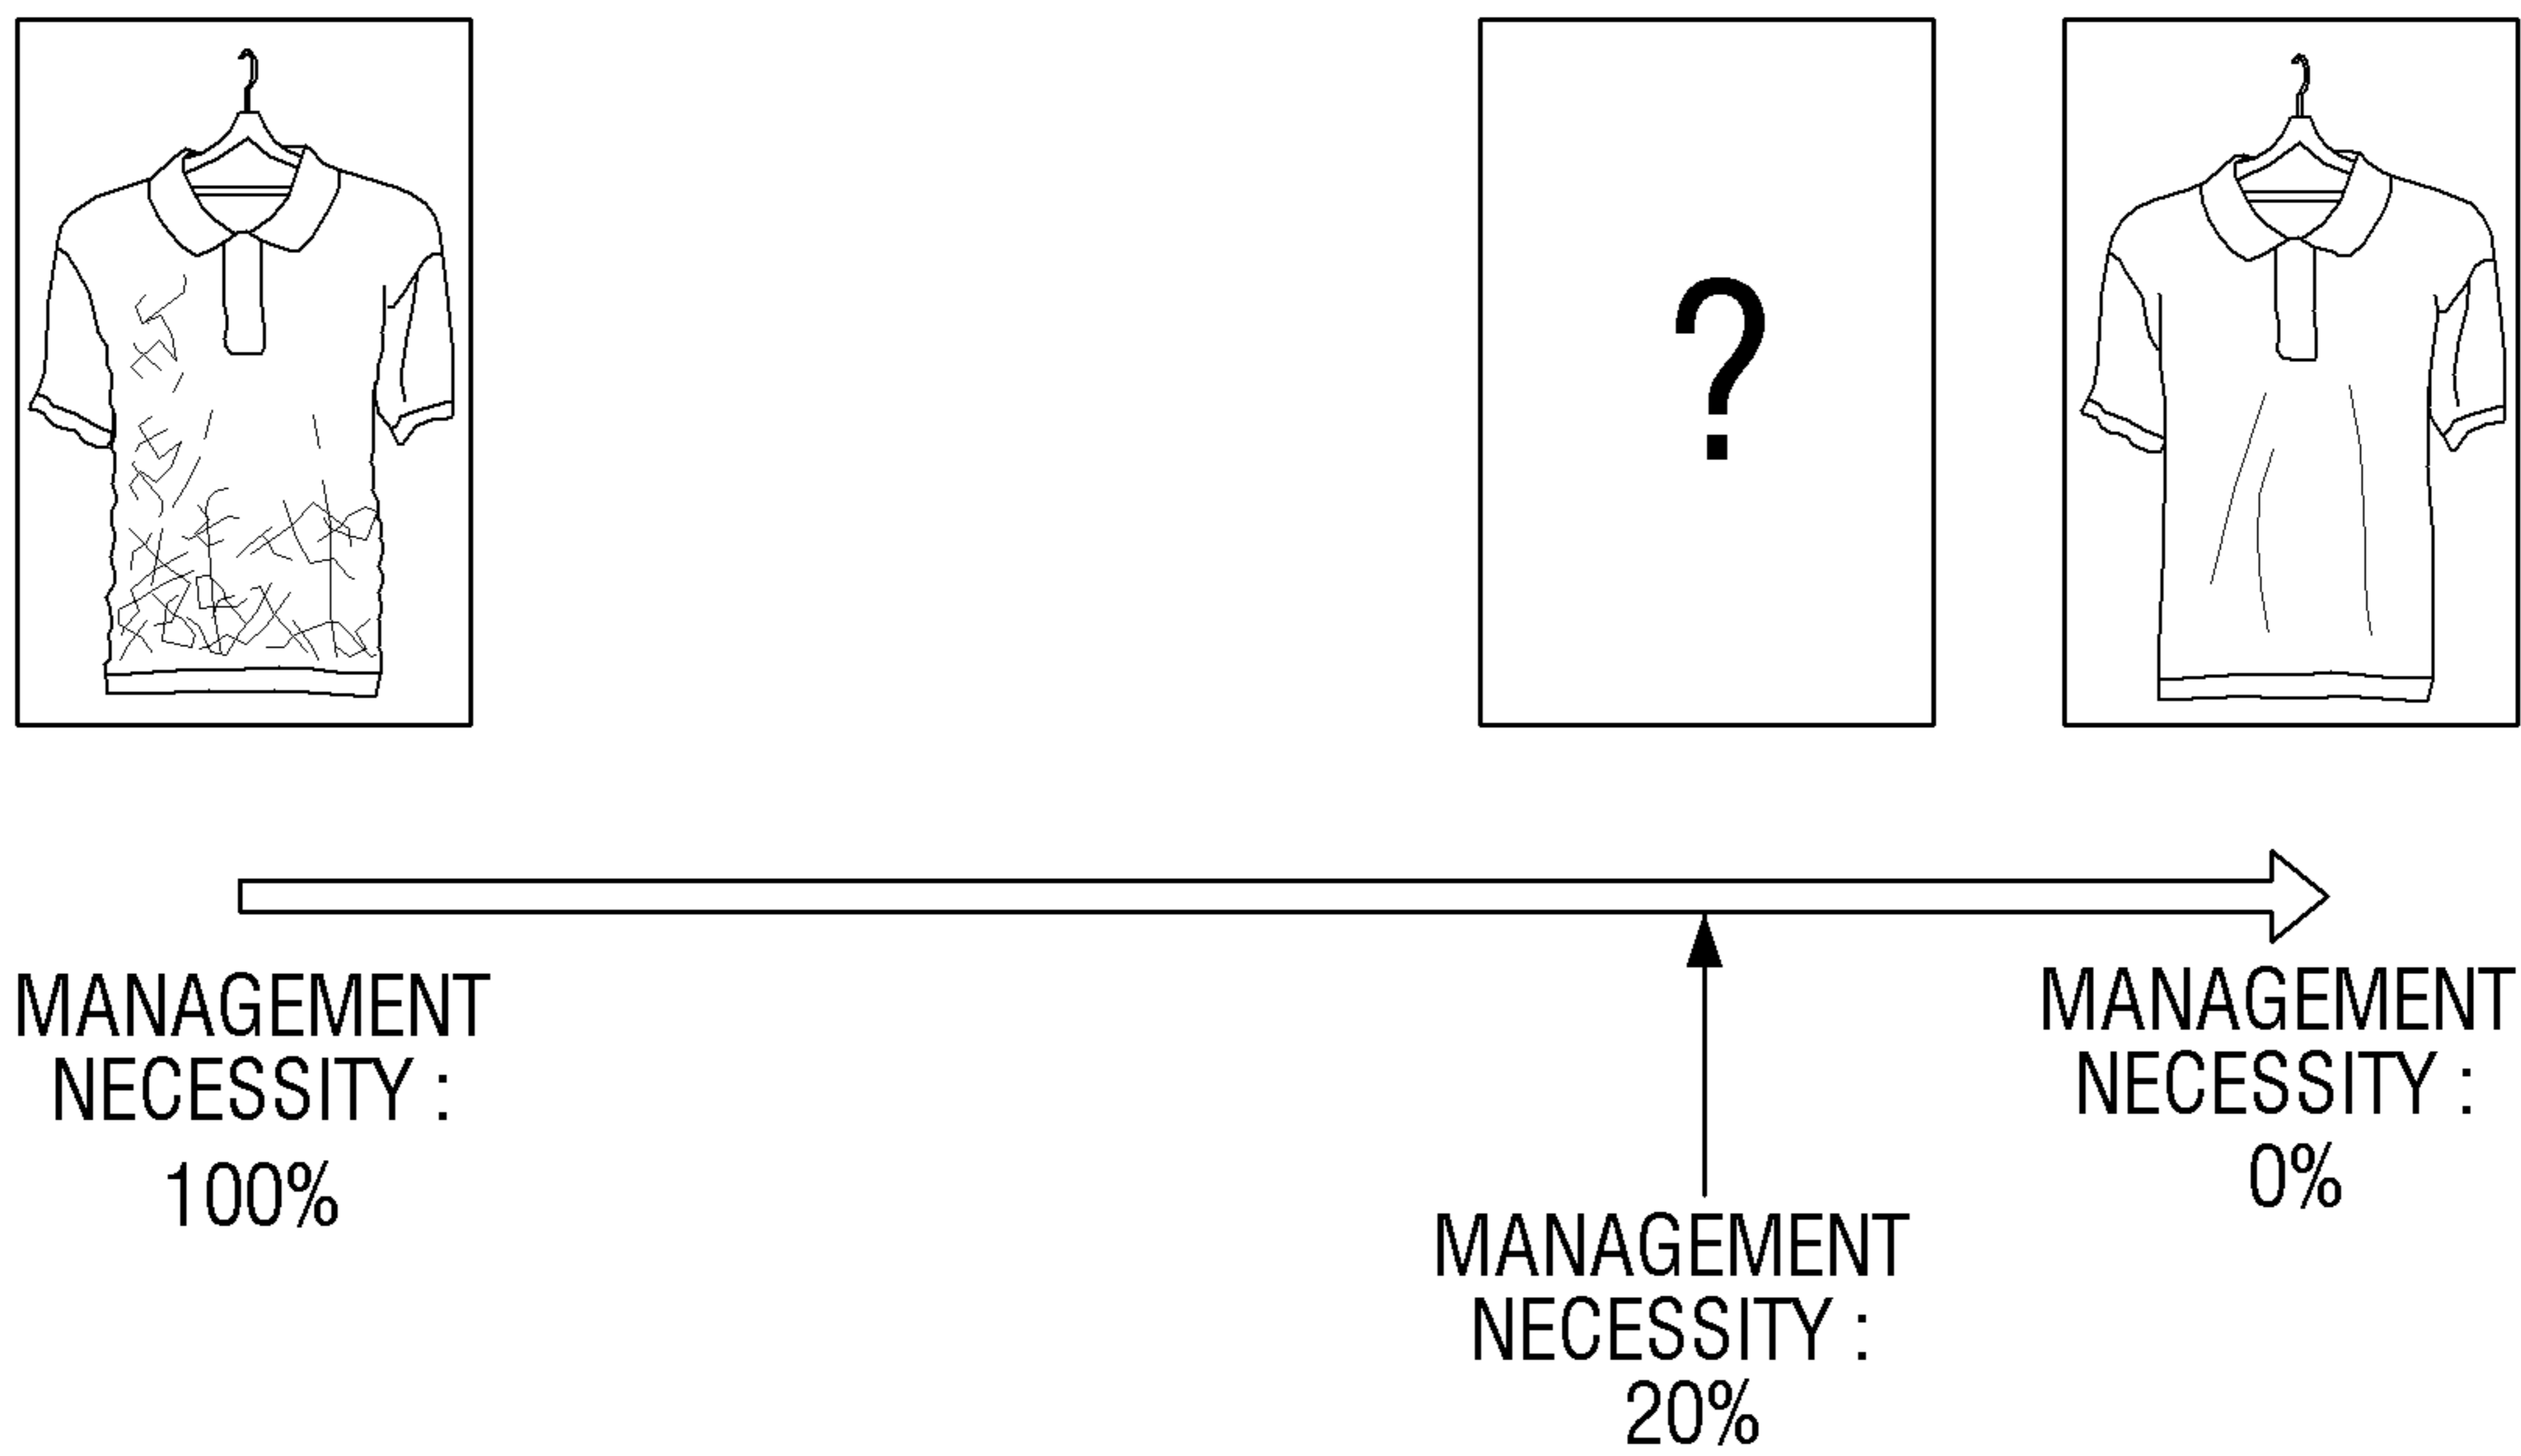 ?
MANAGEMENT
NECESSITY :
100%
MANAGEMENT
NECESSITY :
20%
MANAGEMENT
NECESSITY :
0%